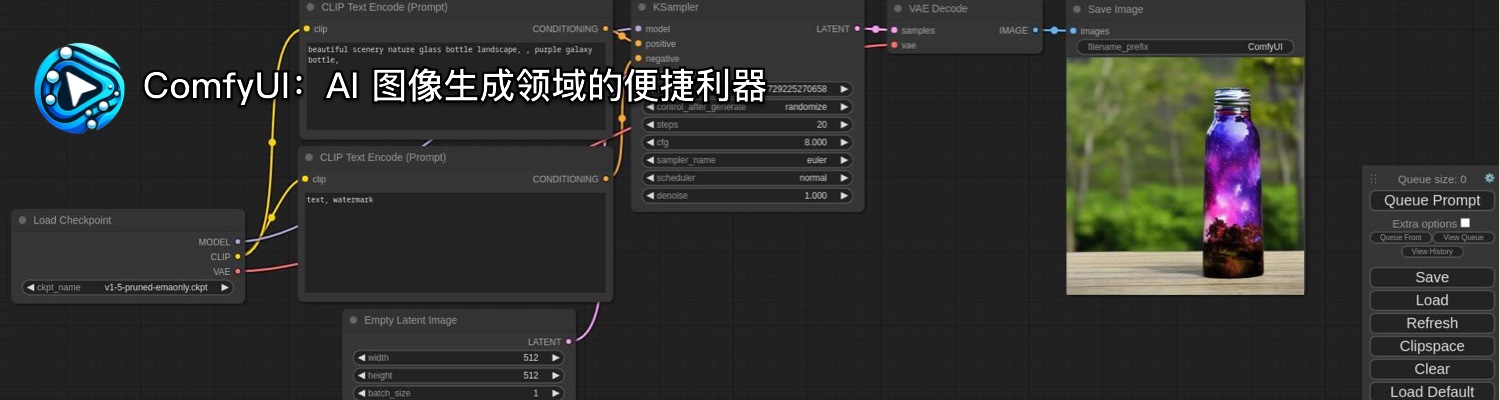 CLIP Text Encode (Prompt)
clip
CONDITIONING
beautiful scenery nature glass bottle landscape, , purple galaxy
bottle,
ComfyUI：AI 图像生成领域的便捷利器
CLIP Text Encode (Prompt)
clip
CONDITIONING
text, watermark
Load Checkpoint
MODEL
CLIP
VAE
ckpt_name v1-5-pruned-emaonly.ckpt
Empty Latent Image
LATENT
width 512
height 512
batch_size 1
KSampler
model
LATENT
positive
negative
729225270658
control_after_generate randomize
steps 20
cfg 8.000
sampler_name euler
scheduler normal
denoise 1.000
VAE Decode
samples
IMAGE
vae
Save Image
images
filename_prefix ComfyUI
Queue size: 0
Queue Prompt
Extra options
Queue Front View Queue
View History
Save
Load
Refresh
Clipspace
Clear
Load Default